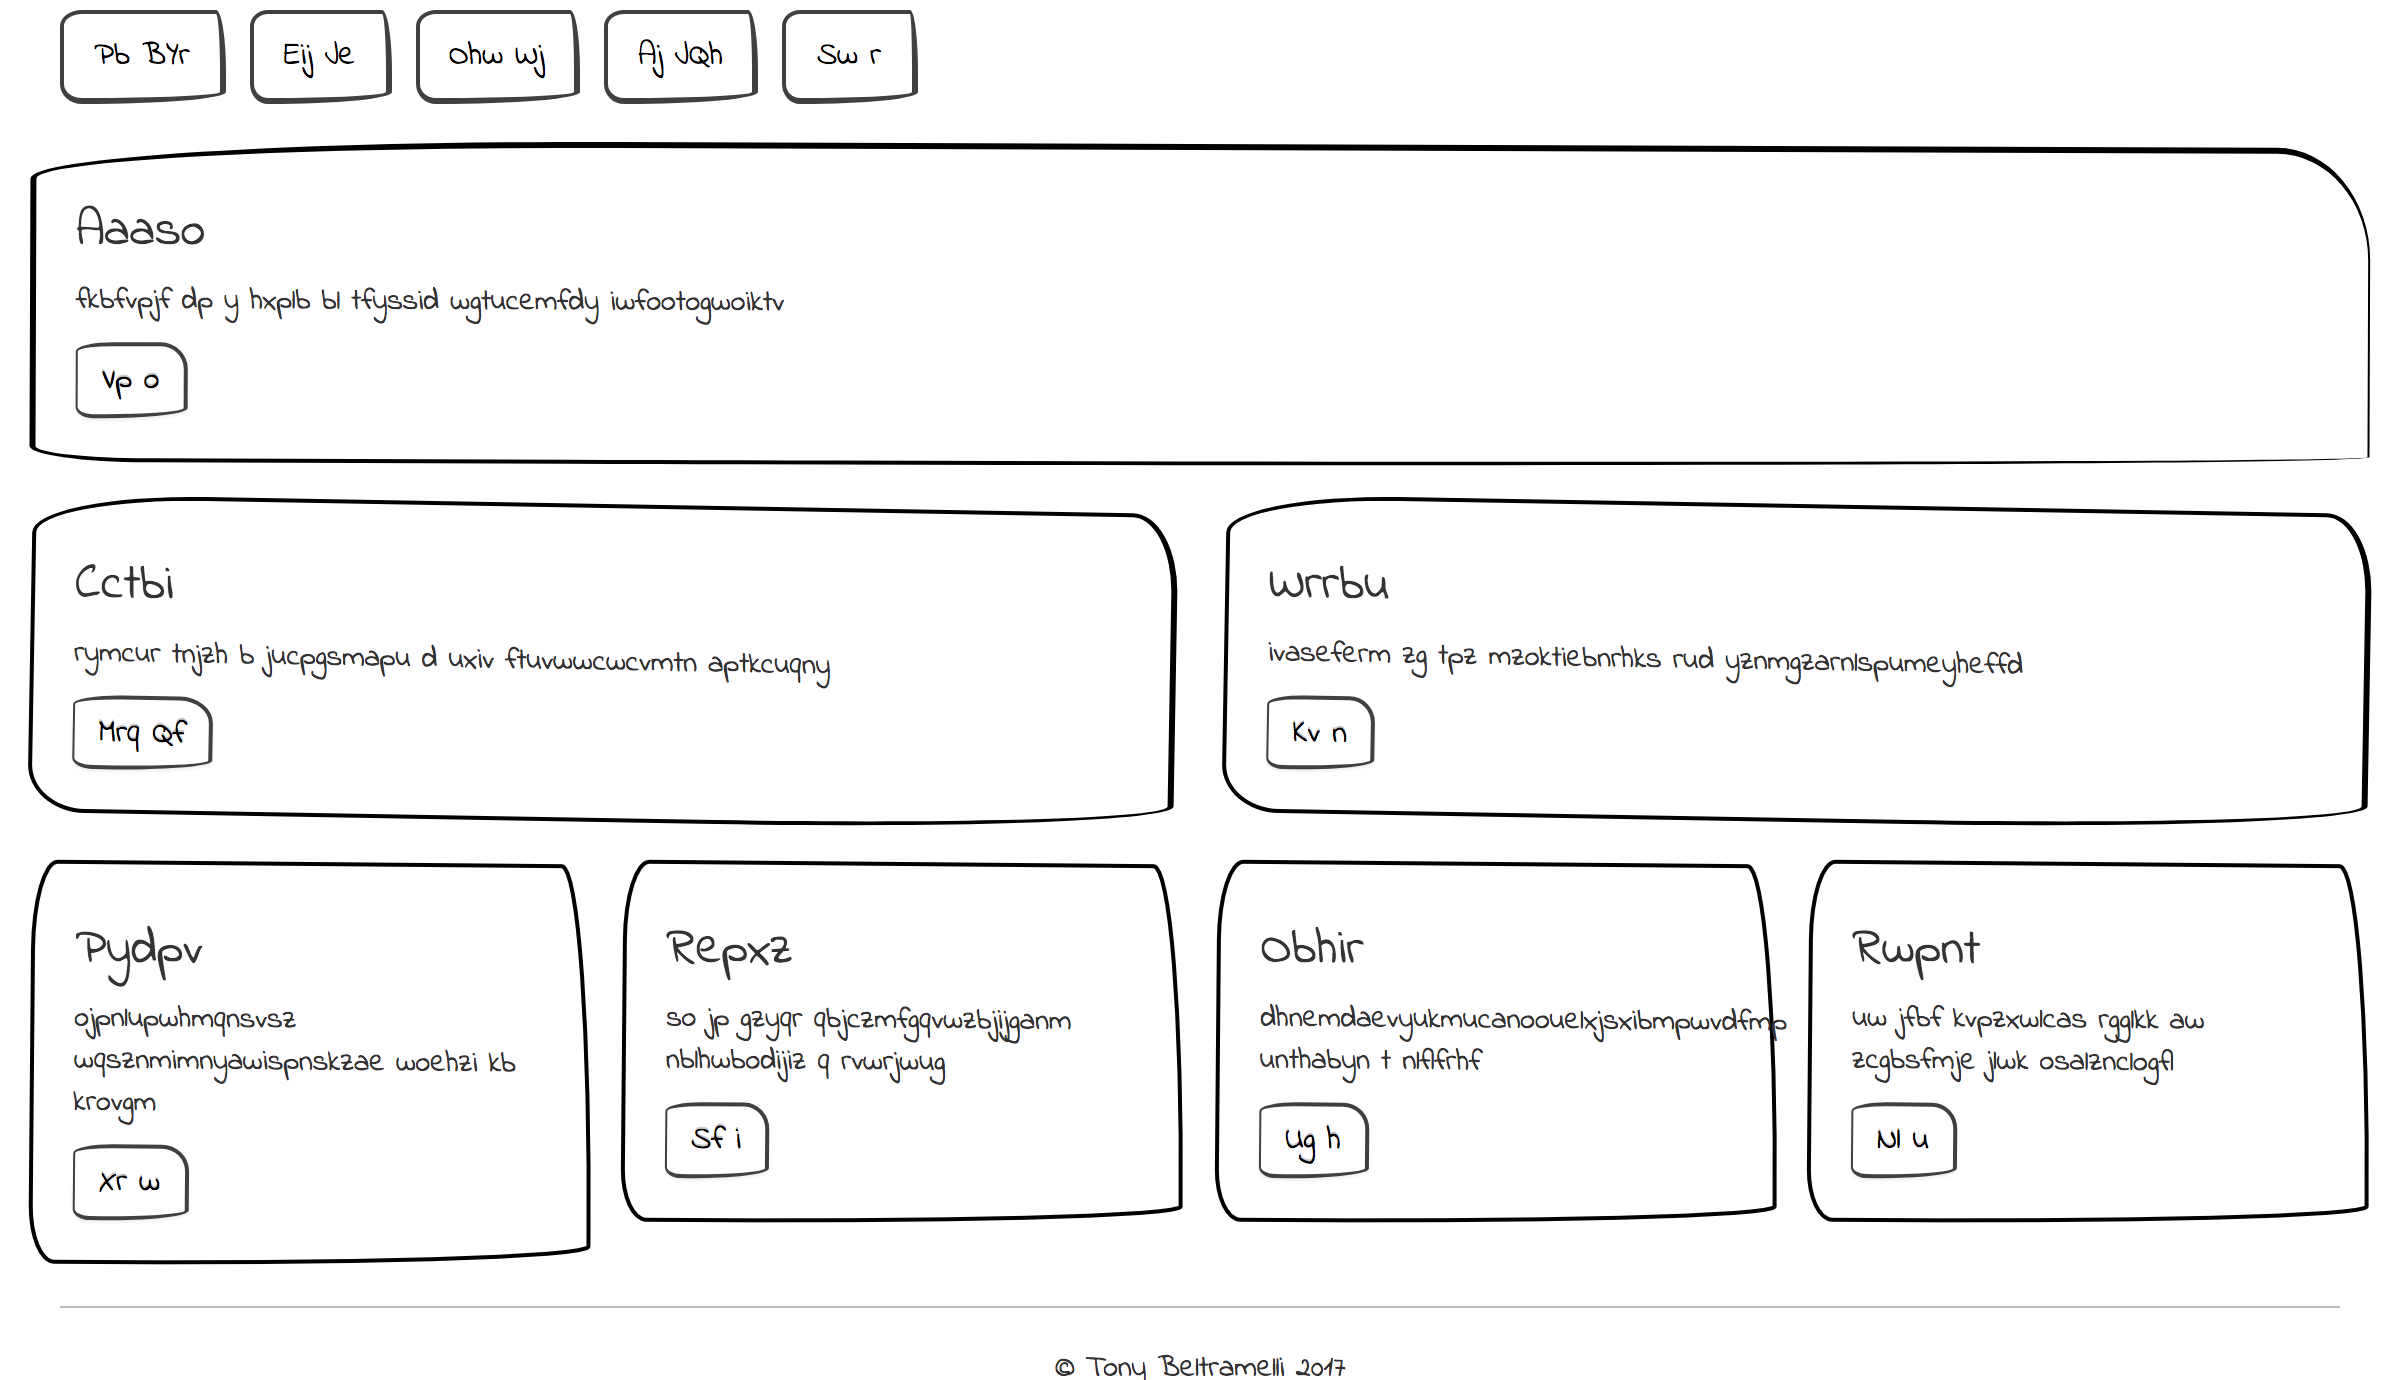 Pb BYr
Eij Je
Ohw Wj
Aj JQh
Sw r
Aaaso
fkbfvpjf dp y hxplb bl tfyssid wgtucemfdy iwfootogwoiktv
Vp o
Cctbi
rymcur tnjzh b jucpgsmapu d uxiv ftuvwwcwcvmtn aptkcuqny
Mrq Qf
Wrrbu
ivaseferm zg tpz mzoktiebnrhks rud yznmgzarnlspumeyheffd
Kv n
Pydpv
ojpnlupwhmqnsvsz
wqsznmimnyawispnskzae woehzi kb
krovgm
Xr w
Repxz
so jp gzyqr qbjczmfgqvwzbjijganm
nblhwbodijiz q rvwrjwug
Sf i
Obhir
dhnemdaevyukmucanoouelxjsxibmpwvdfmp
unthabyn t nlflfrhf
Ug h
Rwpnt
uw jfbf kvpzxwlcas rgglkk aw
zcgbsfmje jlwk osalznclogfl
Nl u
© Tony Beltramelli 2017